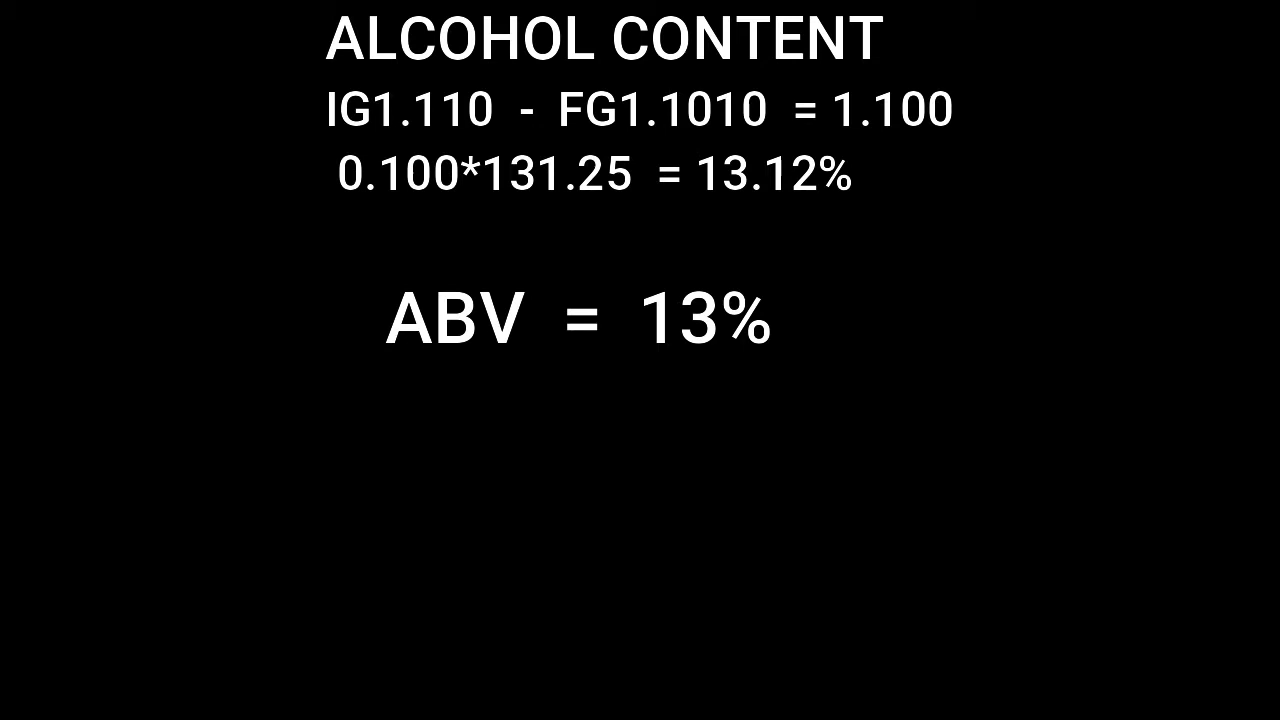 ALCOHOL CONTENT
IG1.110 - FG1.1010 = 1.100
0.100*131.25 = 13.12%
ABV = 13%